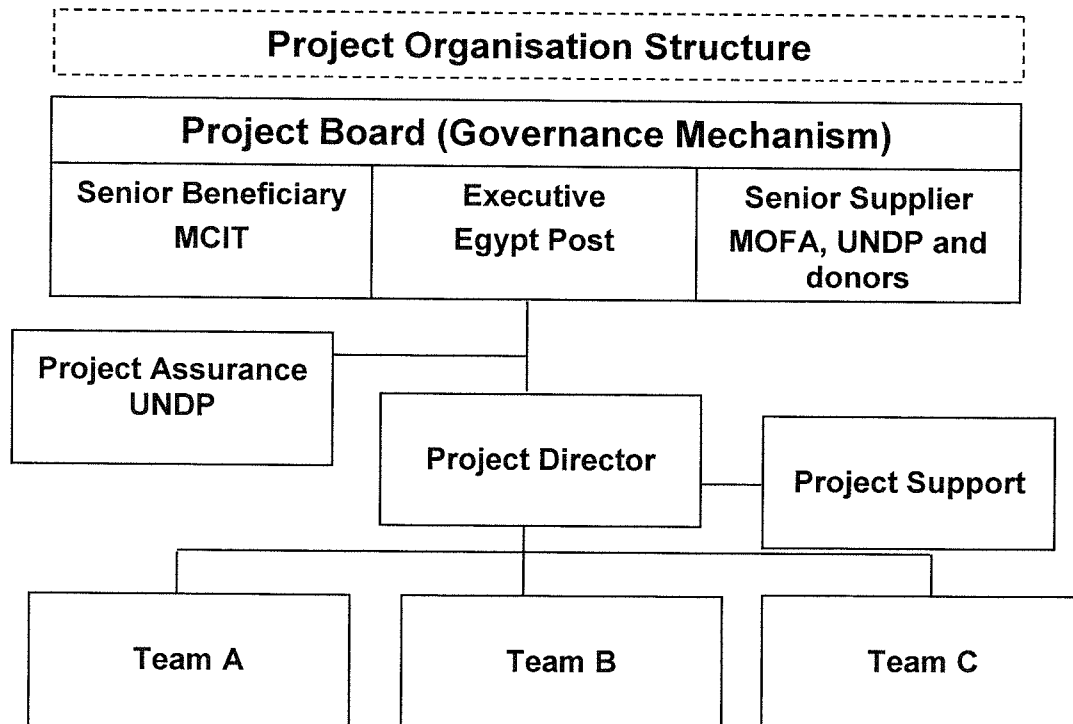 Project Organisation Structure
Project Board (Governance Mechanism)
Senior Beneficiary
MCIT
Executive
Egypt Post
Senior Supplier
MOFA, UNDP and
donors
Project Assurance
UNDP
Project Director
Project Support
Team A
Team B
Team C